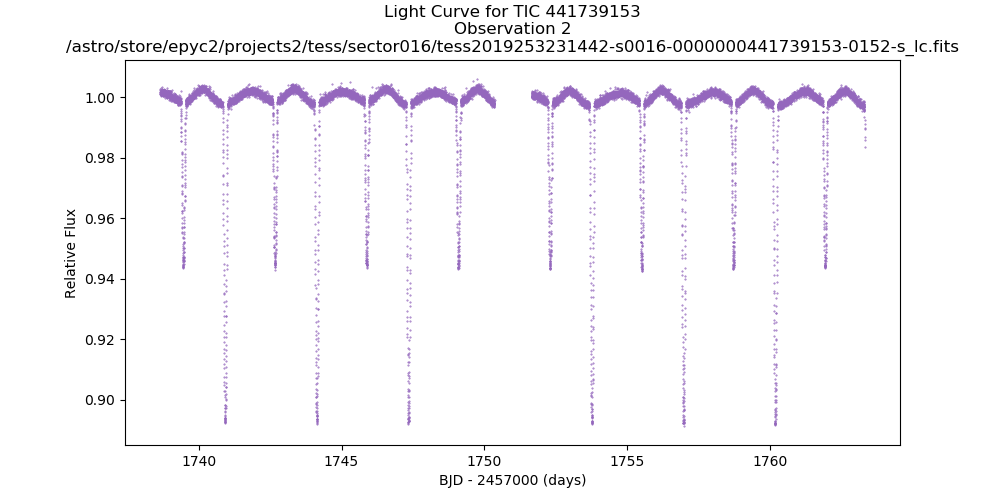 Light Curve for TIC 441739153
Observation 2
/astro/store/epyc2/projects2/tess/sector016/tess2019253231442-s0016-0000000441739153-0152-s_lc.fits
1.00
0.98
0.96
0.94
0.92
0.90
Relative Flux
1740
1745
1750
1755
1760
BJD - 2457000 (days)